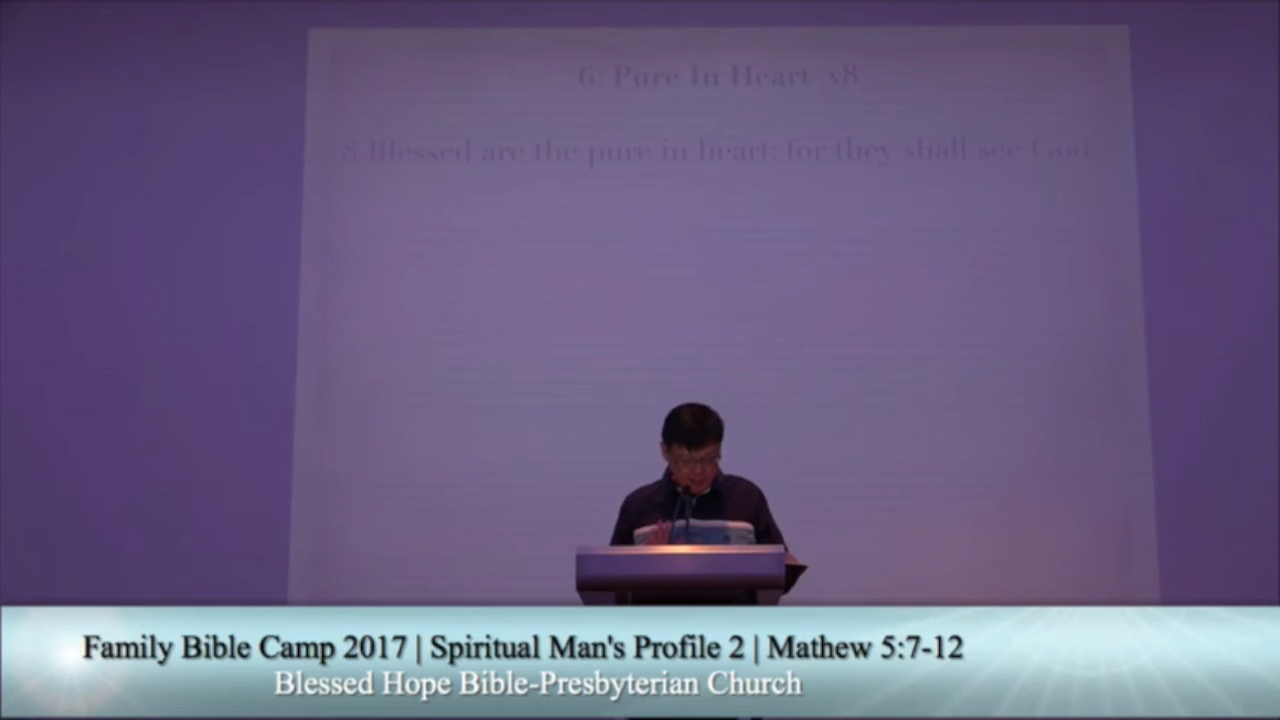 6) Pure In Heart v8
8 Blessed are the pure in heart: for they shall see God
Family Bible Camp 2017 | Spiritual Man's Profile 2 | Mathew 5:7-12
Blessed Hope Bible-Presbyterian Church